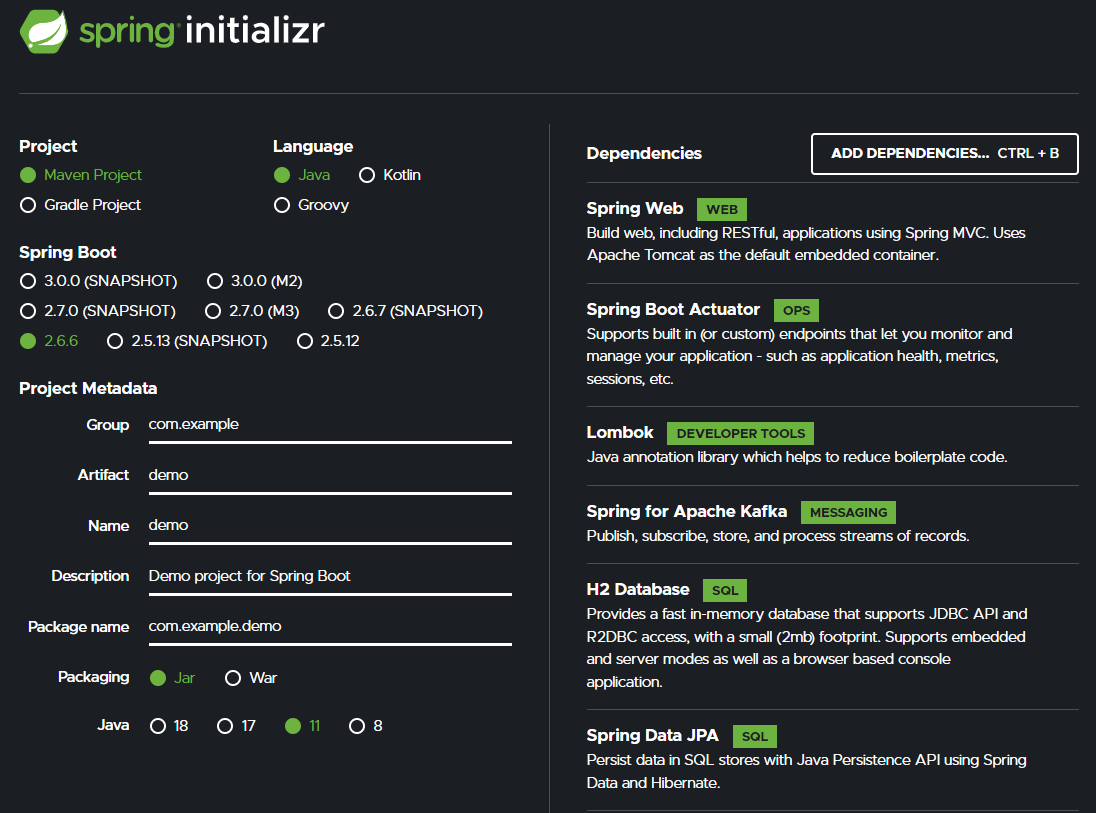 spring initializr
Project
Maven Project
Gradle Project
Language
Java Kotlin
Groovy
Spring Boot
3.0.0 (SNAPSHOT) 3.0.0 (M2)
2.7.0 (SNAPSHOT) 2.7.0 (M3) 2.6.7 (SNAPSHOT)
2.6.6 2.5.13 (SNAPSHOT) 2.5.12
Project Metadata
Group com.example
Artifact demo
Name demo
Description Demo project for Spring Boot
Package name com.example.demo
Packaging Jar War
Java 18 17 11 8
Dependencies ADD DEPENDENCIES... CTRL + B
Spring Web WEB
Build web, including RESTful, applications using Spring MVC. Uses
Apache Tomcat as the default embedded container.
Spring Boot Actuator OPS
Supports built in (or custom) endpoints that let you monitor and
manage your application - such as application health, metrics,
sessions, etc.
Lombok DEVELOPER TOOLS
Java annotation library which helps to reduce boilerplate code.
Spring for Apache Kafka MESSAGING
Publish, subscribe, store, and process streams of records.
H2 Database SQL
Provides a fast in-memory database that supports JDBC API and
R2DBC access, with a small (2mb) footprint. Supports embedded
and server modes as well as a browser based console
application.
Spring Data JPA SQL
Persist data in SQL stores with Java Persistence API using Spring
Data and Hibernate.